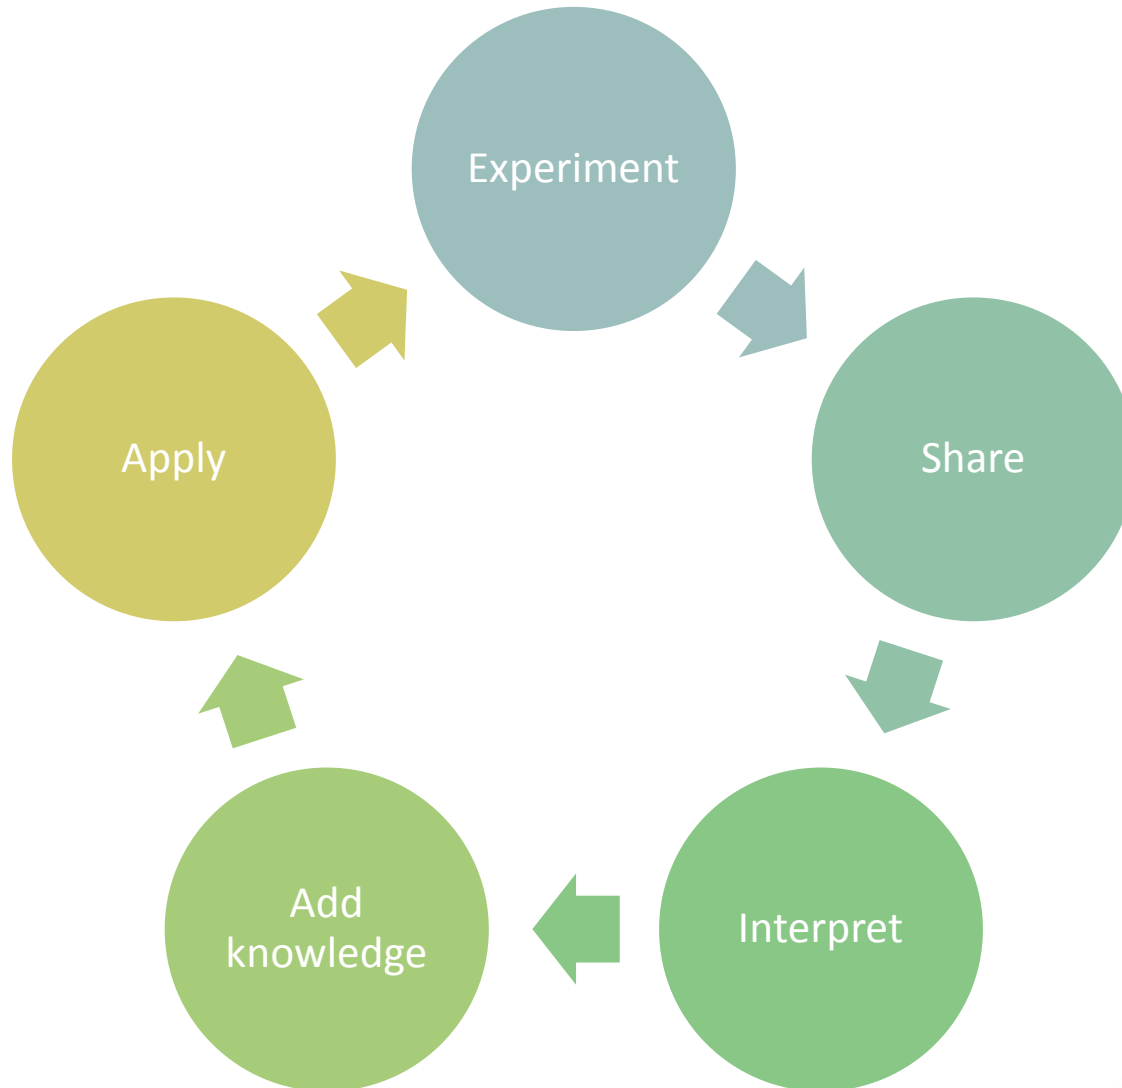 Experiment
Share
Interpret
Add
knowledge
Apply